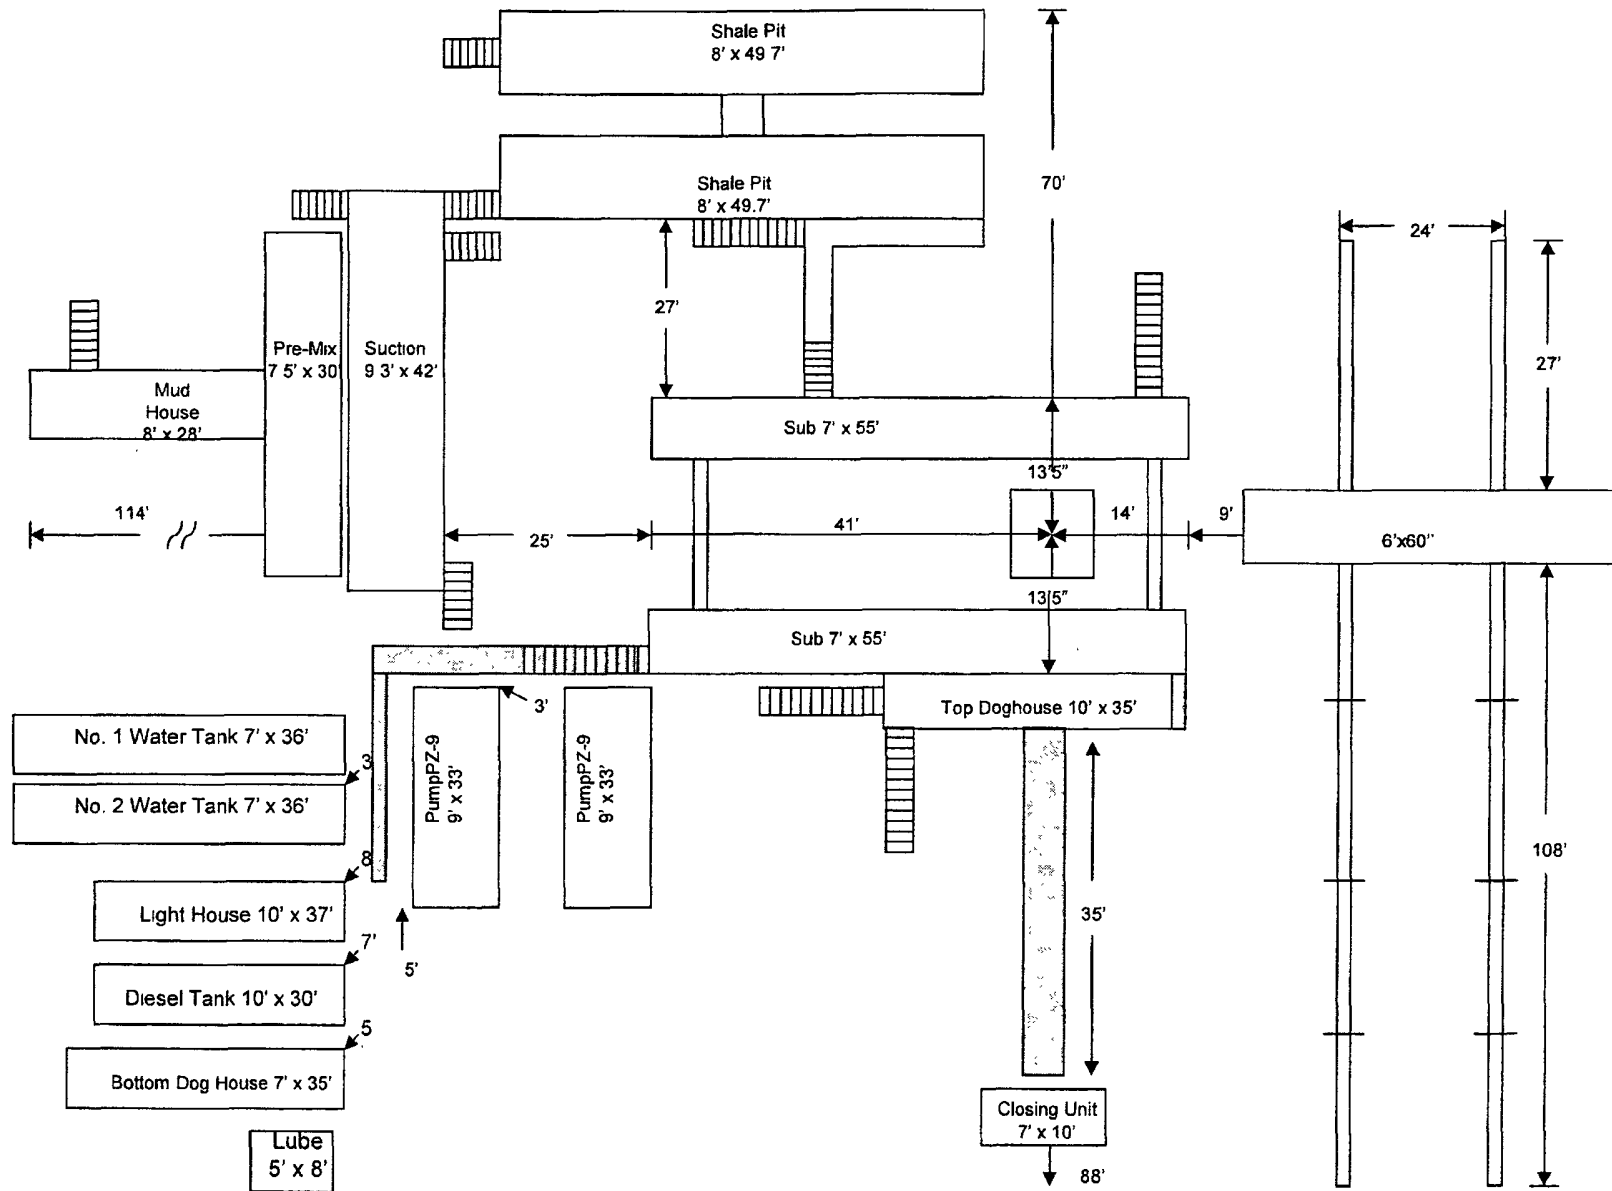 Shale Pit
8' x 49 7'
70'
Shale Pit
8' x 49.7'
24'
27'
27'
Pre-Mix
7 5' x 30'
Suction
9 3' x 42'
Mud
House
8' x 28'
Sub 7' x 55'
13'5"
114'
25'
41'
14'
9'
6'x60"
13'5"
Sub 7' x 55'
3'
Top Doghouse 10' x 35'
No. 1 Water Tank 7' x 36'
3
No. 2 Water Tank 7' x 36'
PumpPZ-9
9' x 33'
PumpPZ-9
9' x 33'
108'
8
Light House 10' x 37'
35'
7'
5'
Diesel Tank 10' x 30'
5
Bottom Dog House 7' x 35'
Closing Unit
7' x 10'
Lube
5' x 8'
88'